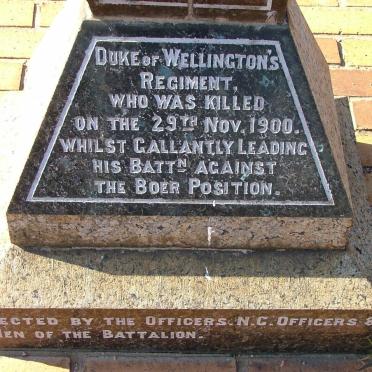 DUKE OF WELLINGTON'S
REGIMENT,
WHO WAS KILLED
ON THE 29TH NOV. 1900.
WHILST GALLANTLY LEADING
HIS BATTN AGAINST
THE BOER POSITION.
ECTED BY THE OFFICERS. N.C. OFFICERS &
MEN OF THE BATTALION.